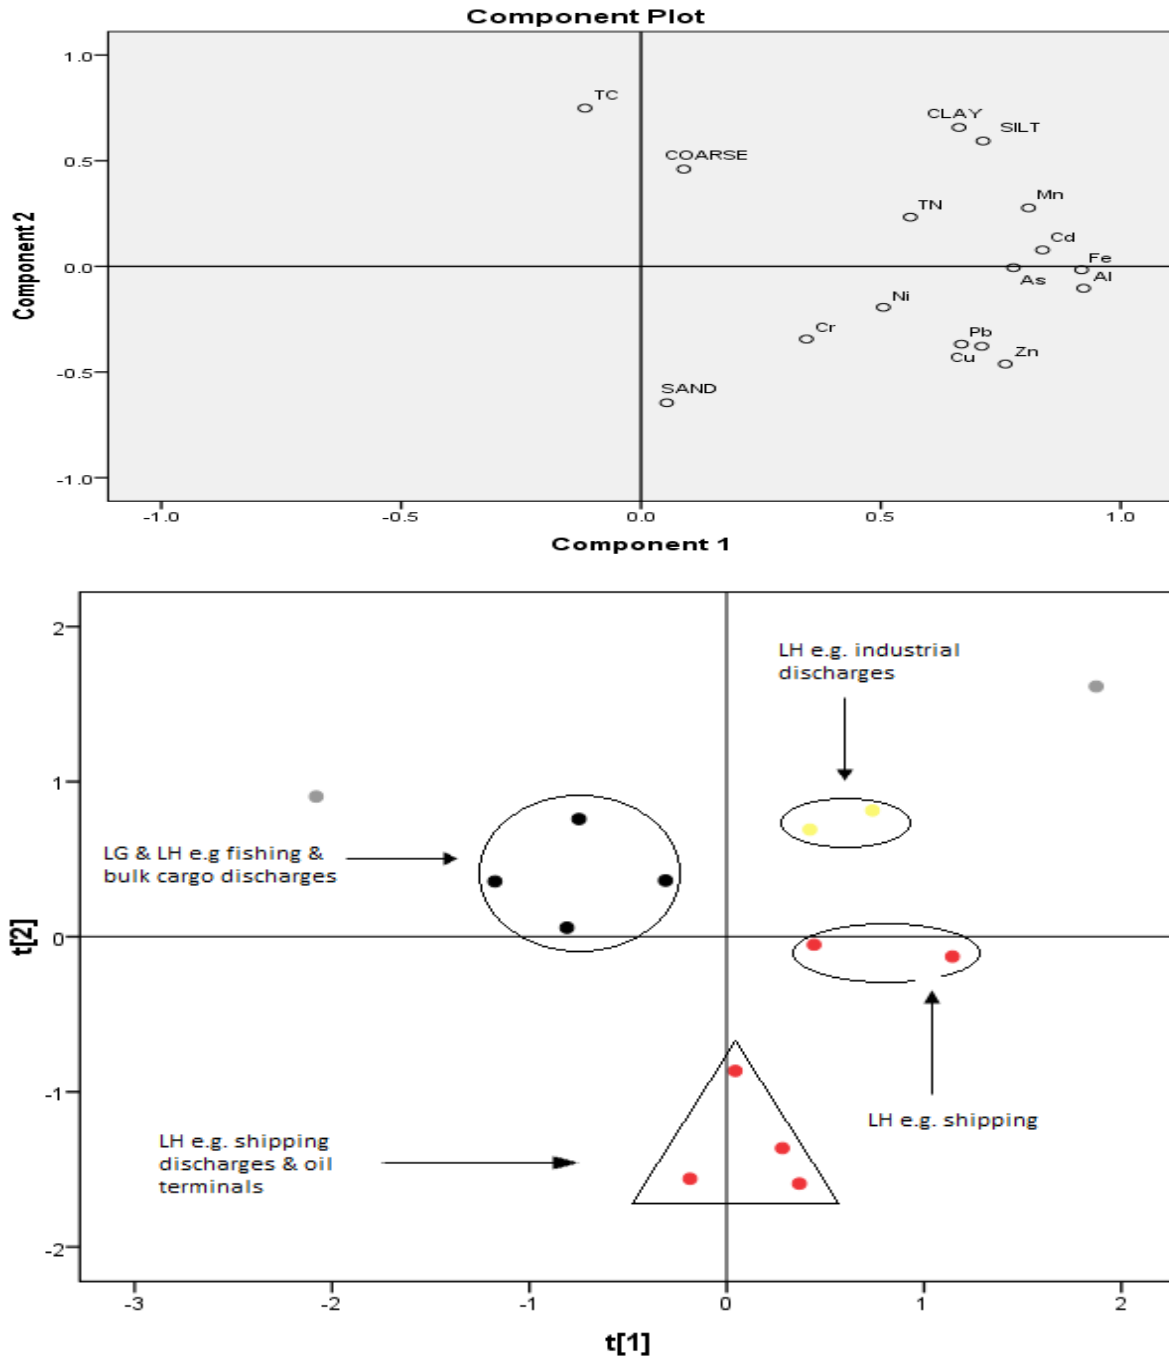 Component Plot
1.0
TC
CLAY
SILT
0.5
COARSE
TN
Mn
Cd
Component 2
0.0
Fe
As
Al
Ni
Cr
Pb
Cu
Zn
-0.5
SAND
-1.0
-1.0
-0.5
0.0
0.5
1.0
Component 1
2
LH e.g. industrial
discharges
1
LG & LH e.g fishing &
bulk cargo discharges
t[2]
0
-1
LH e.g. shipping
LH e.g. shipping
discharges & oil
terminals
-2
-3
-2
-1
0
1
2
t[1]